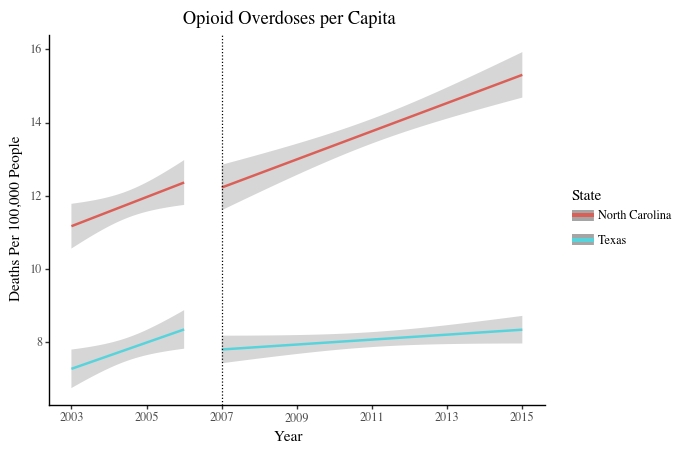 Opioid Overdoses per Capita
Deaths Per 100,000 People
16
14
12
10
8
2003 2005 2007 2009 2011 2013 2015
Year
State
North Carolina
Texas